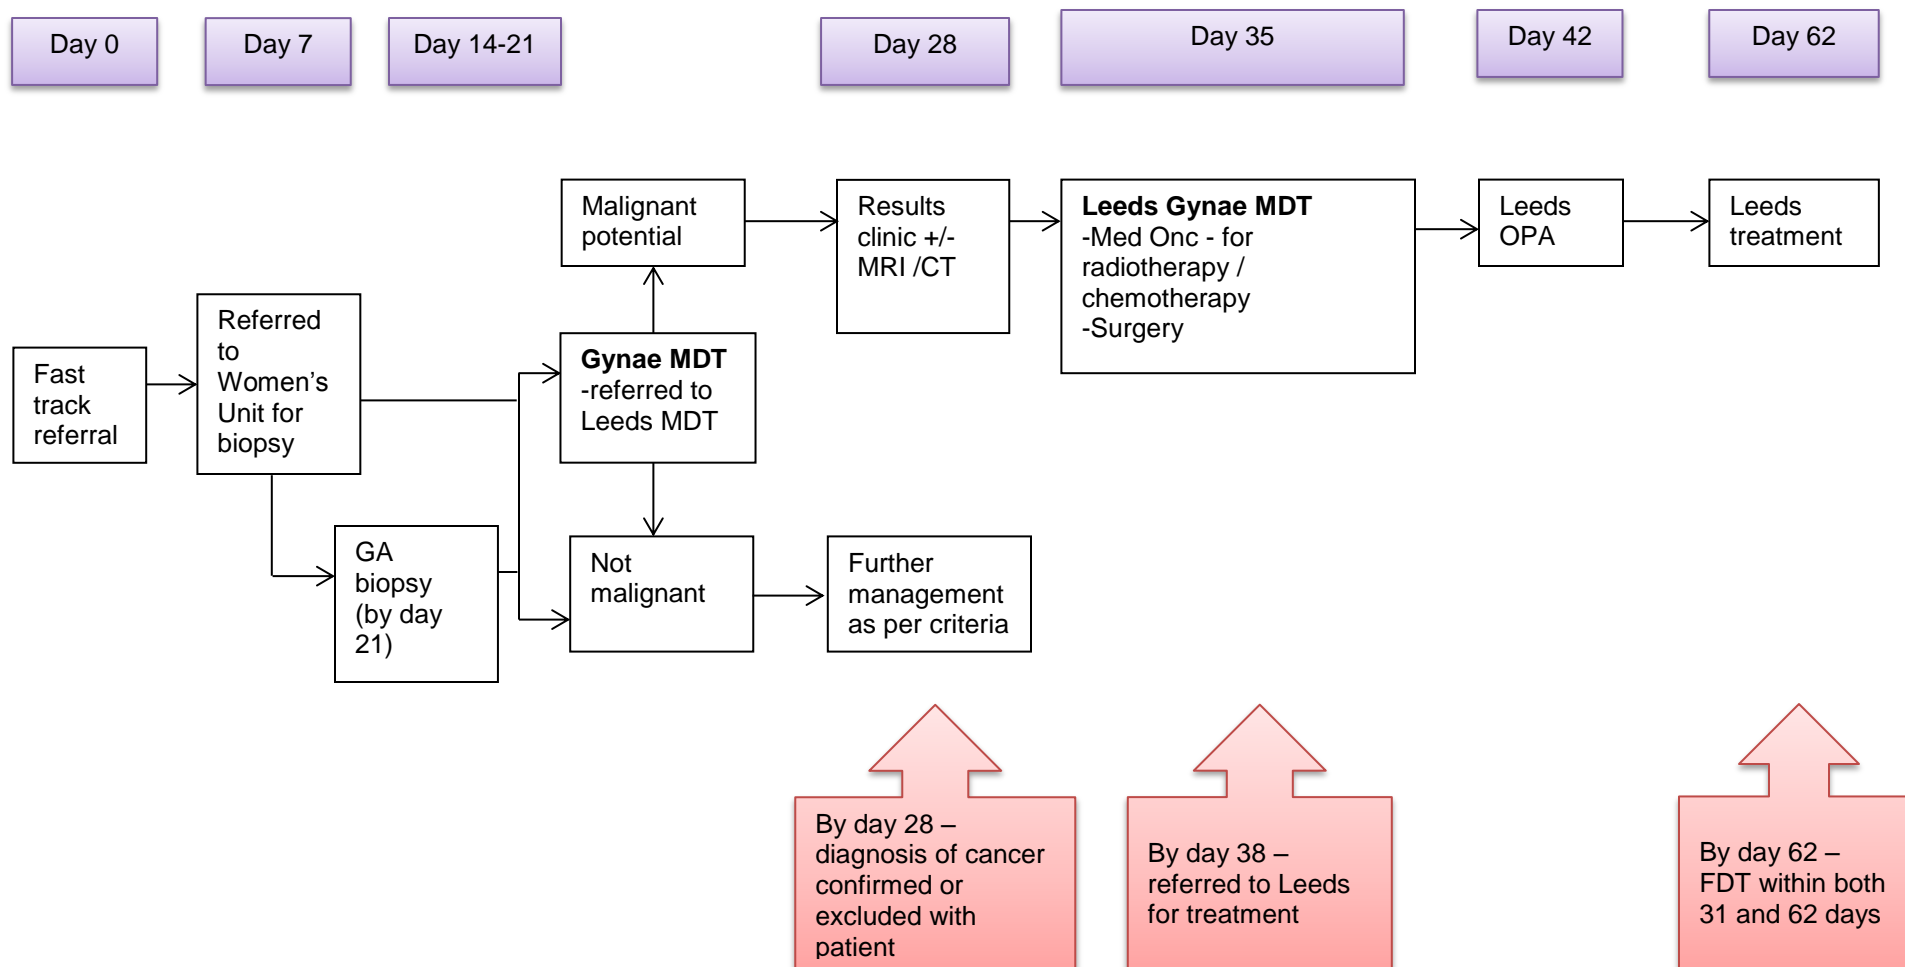 Day 0
Day 7
Day 14-21
Day 28
Day 35
Day 42
Day 62
Fast
track
referral
Referred
to
Women’s
Unit for
biopsy
GA
biopsy
(by day
21)
Malignant
potential
Gynae MDT
-referred to
Leeds MDT
Not
malignant
Results
clinic +/-
MRI /CT
Further
management
as per criteria
Leeds Gynae MDT
-Med Onc - for
radiotherapy /
chemotherapy
-Surgery
Leeds
OPA
Leeds
treatment
By day 28 –
diagnosis of cancer
confirmed or
excluded with
patient
By day 38 –
referred to Leeds
for treatment
By day 62 –
FDT within both
31 and 62 days